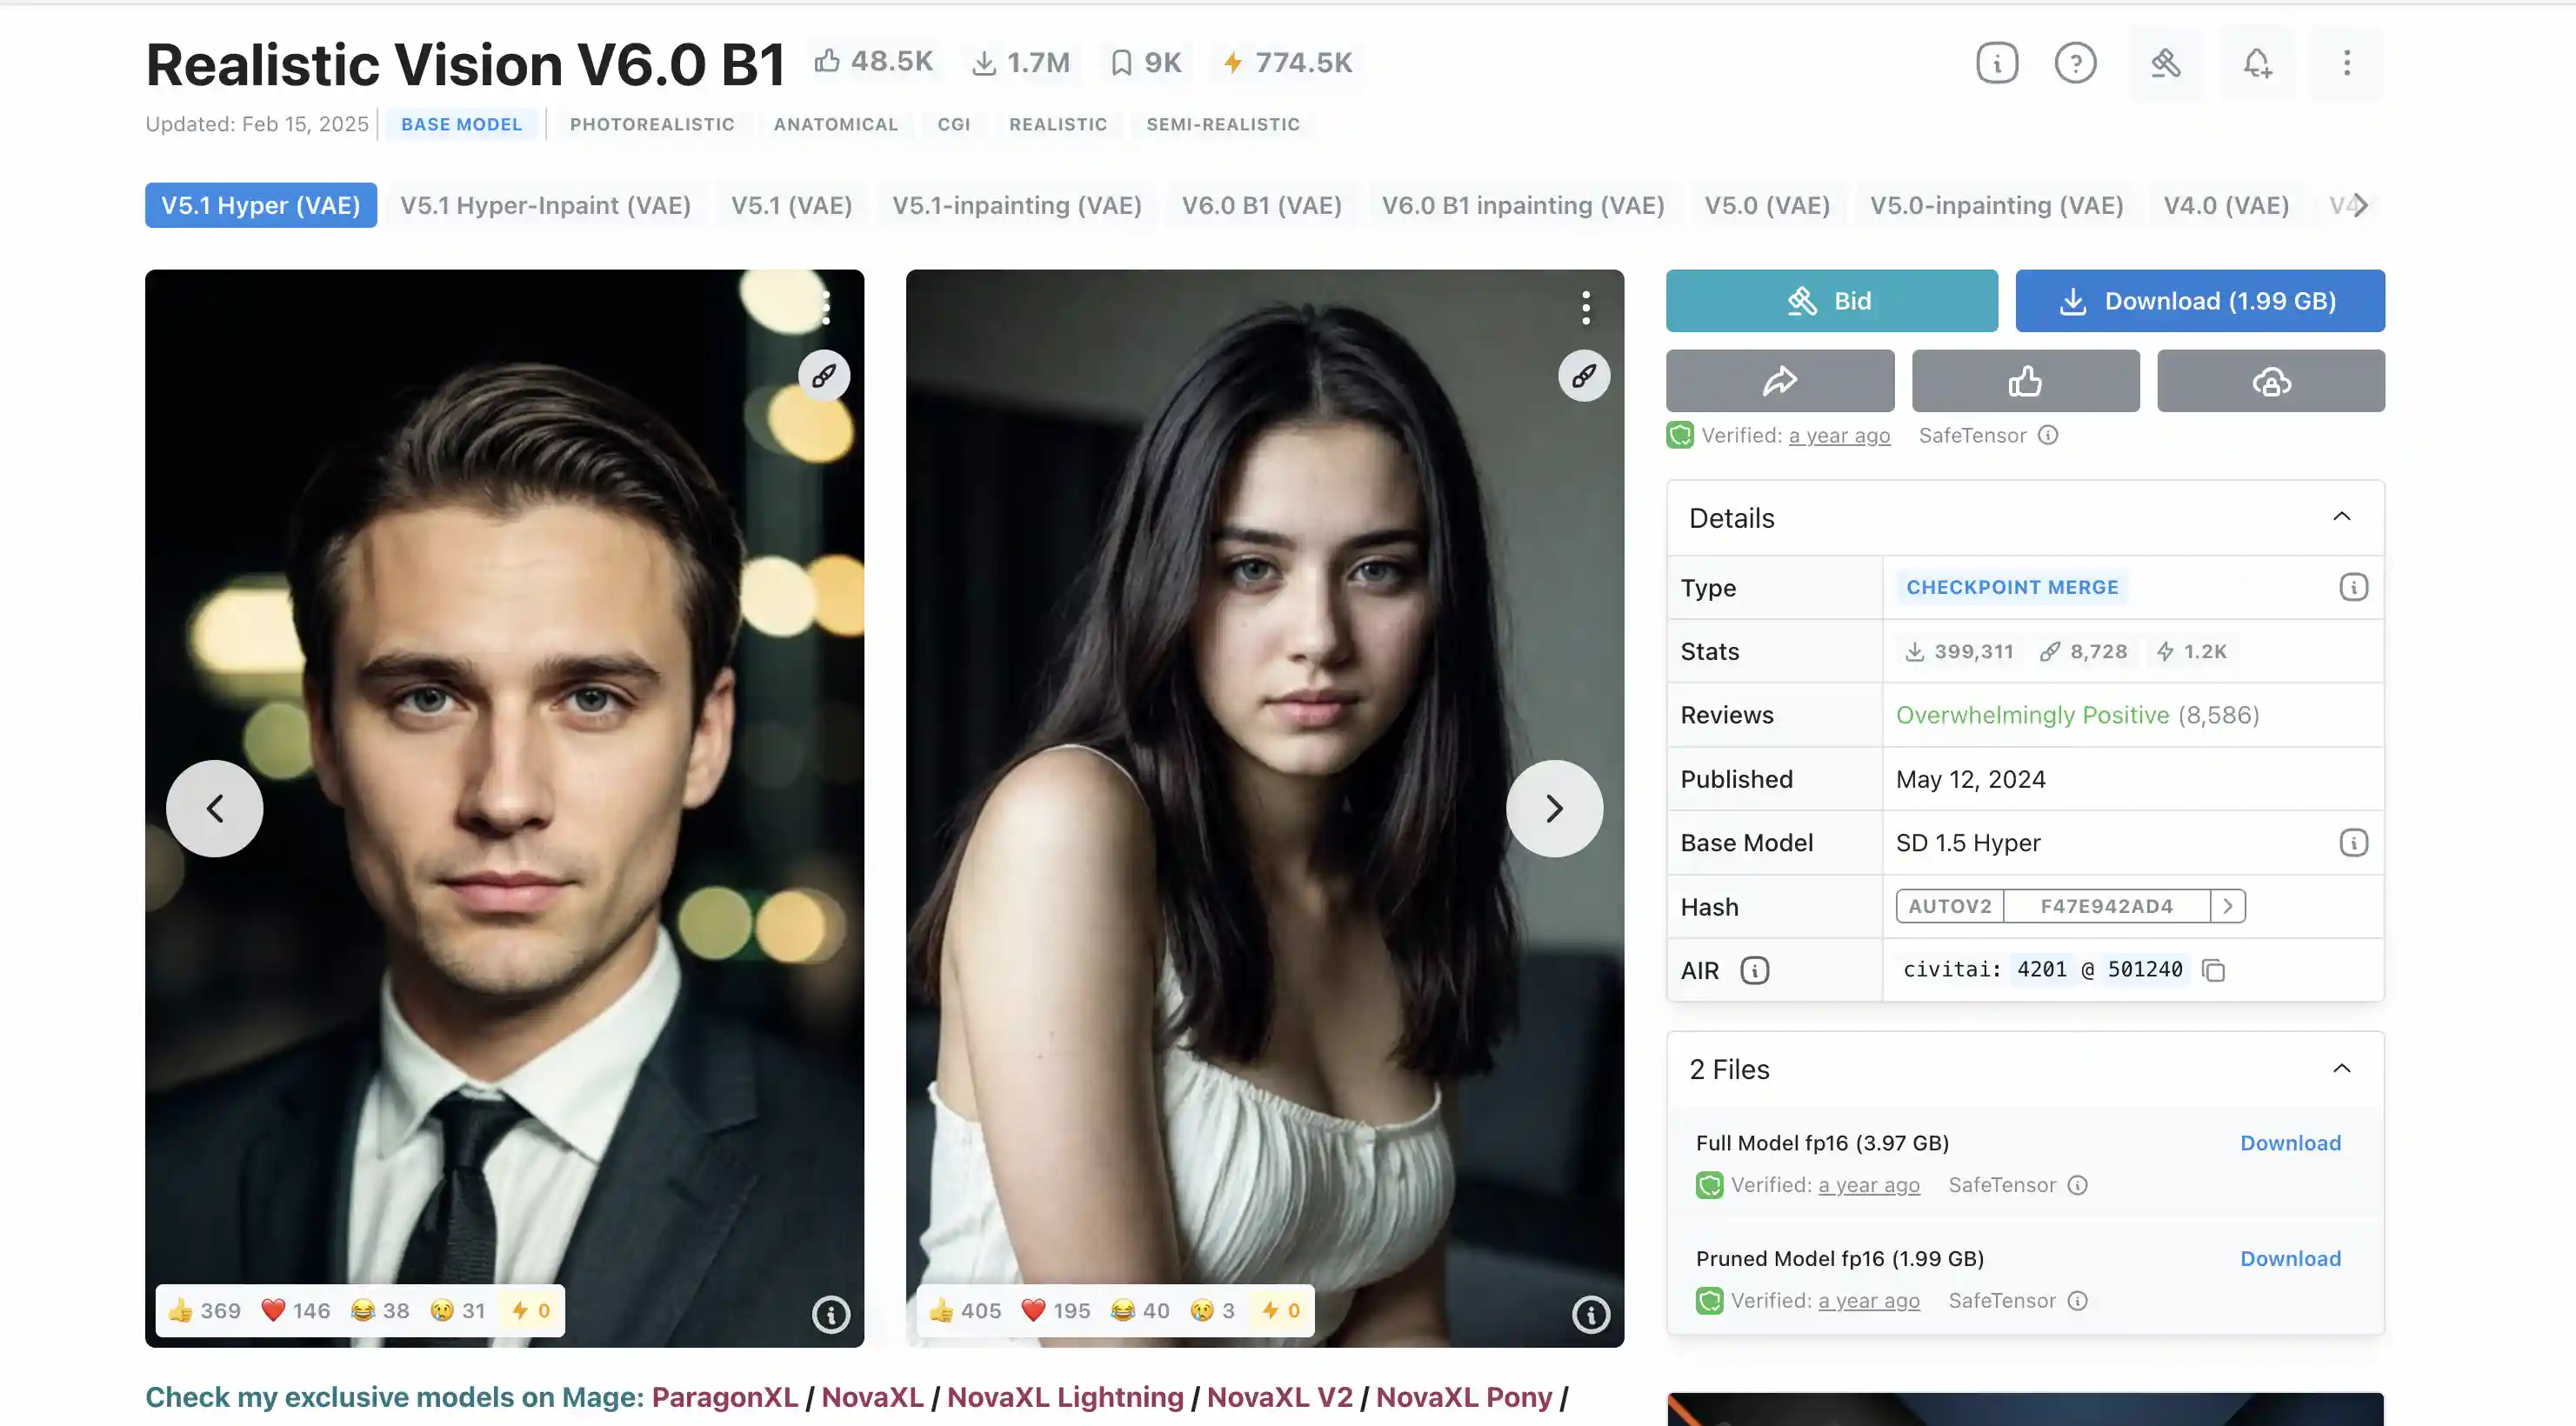 Realistic Vision V6.0 B1 48.5K 1.7M 9K 774.5K
Updated: Feb 15, 2025 BASE MODEL PHOTOREALISTIC ANATOMICAL CGI REALISTIC SEMI-REALISTIC
V5.1 Hyper (VAE) V5.1 Hyper-Inpaint (VAE) V5.1 (VAE) V5.1-inpainting (VAE) V6.0 B1 (VAE) V6.0 B1 inpainting (VAE) V5.0 (VAE) V5.0-inpainting (VAE) V4.0 (VAE) V4
👍 369 ❤️ 146 😂 38 😢 31 0
👍 405 ❤️ 195 😂 40 😢 3 0
Bid Download (1.99 GB)
Verified: a year ago SafeTensor
Details
Type CHECKPOINT MERGE
Stats 399,311 8,728 1.2K
Reviews Overwhelmingly Positive (8,586)
Published May 12, 2024
Base Model SD 1.5 Hyper
Hash AUTOV2 F47E942AD4
AIR civitai: 4201 @ 501240
2 Files
Full Model fp16 (3.97 GB) Download
Verified: a year ago SafeTensor
Pruned Model fp16 (1.99 GB) Download
Verified: a year ago SafeTensor
Check my exclusive models on Mage: ParagonXL / NovaXL / NovaXL Lightning / NovaXL V2 / NovaXL Pony /